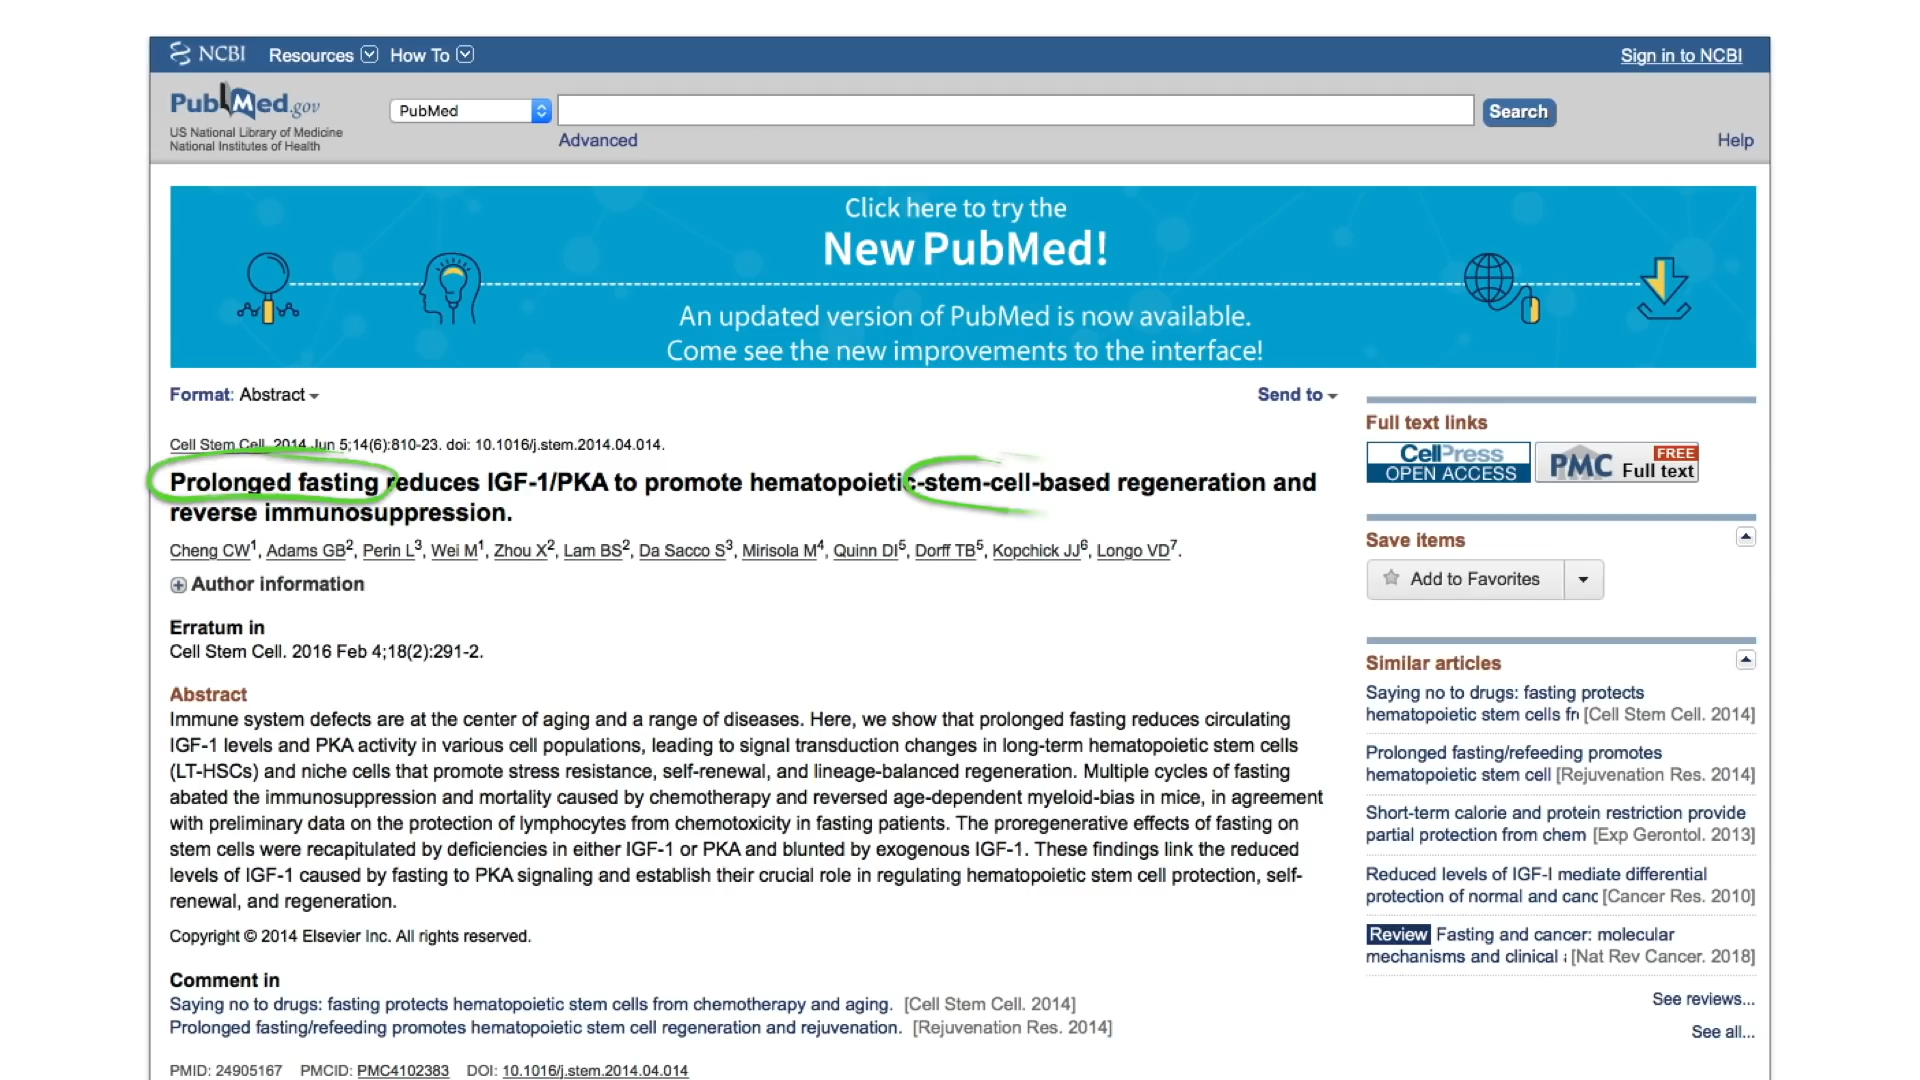 NCBI Resources How To Sign in to NCBI
PubMed.gov
US National Library of Medicine
National Institutes of Health
PubMed
Search
Advanced
Help
Click here to try the
New PubMed!
An updated version of PubMed is now available.
Come see the new improvements to the interface!
Format: Abstract
Send to
Cell Stem Cell. 2014 Jun 5;14(6):810-23. doi: 10.1016/j.stem.2014.04.014.
Prolonged fasting reduces IGF-1/PKA to promote hematopoietic-stem-cell-based regeneration and
reverse immunosuppression.
Cheng CW1, Adams GB2, Perin L3, Wei M1, Zhou X2, Lam BS2, Da Sacco S3, Mirisola M4, Quinn DI5, Dorff TB5, Kopchick JJ6, Longo VD7.
Author information
Erratum in
Cell Stem Cell. 2016 Feb 4;18(2):291-2.
Abstract
Immune system defects are at the center of aging and a range of diseases. Here, we show that prolonged fasting reduces circulating
IGF-1 levels and PKA activity in various cell populations, leading to signal transduction changes in long-term hematopoietic stem cells
(LT-HSCs) and niche cells that promote stress resistance, self-renewal, and lineage-balanced regeneration. Multiple cycles of fasting
abated the immunosuppression and mortality caused by chemotherapy and reversed age-dependent myeloid-bias in mice, in agreement
with preliminary data on the protection of lymphocytes from chemotoxicity in fasting patients. The proregenerative effects of fasting on
stem cells were recapitulated by deficiencies in either IGF-1 or PKA and blunted by exogenous IGF-1. These findings link the reduced
levels of IGF-1 caused by fasting to PKA signaling and establish their crucial role in regulating hematopoietic stem cell protection, self-
renewal, and regeneration.
Copyright © 2014 Elsevier Inc. All rights reserved.
Comment in
Saying no to drugs: fasting protects hematopoietic stem cells from chemotherapy and aging. [Cell Stem Cell. 2014]
Prolonged fasting/refeeding promotes hematopoietic stem cell regeneration and rejuvenation. [Rejuvenation Res. 2014]
PMID: 24905167 PMCID: PMC4102383 DOI: 10.1016/j.stem.2014.04.014
Full text links
CellPress
OPEN ACCESS
PMC FREE
Full text
Save items
Add to Favorites
Similar articles
Saying no to drugs: fasting protects
hematopoietic stem cells fr [Cell Stem Cell. 2014]
Prolonged fasting/refeeding promotes
hematopoietic stem cell [Rejuvenation Res. 2014]
Short-term calorie and protein restriction provide
partial protection from chem [Exp Gerontol. 2013]
Reduced levels of IGF-I mediate differential
protection of normal and canc [Cancer Res. 2010]
Review Fasting and cancer: molecular
mechanisms and clinical [Nat Rev Cancer. 2018]
See reviews...
See all...